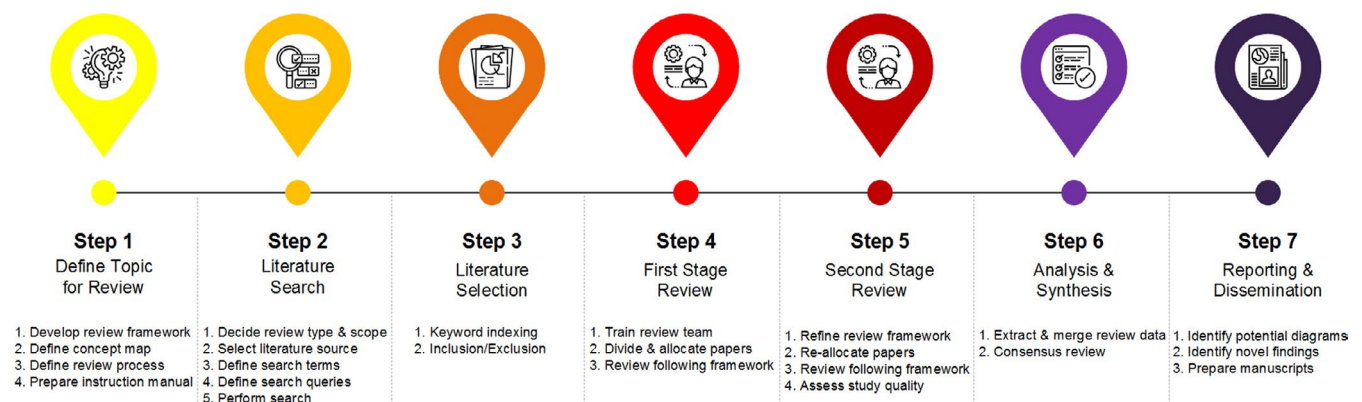 Step 1
Define Topic
for Review
1. Develop review framework
2. Define concept map
3. Define review process
4. Prepare instruction manual
Step 2
Literature
Search
1. Decide review type & scope
2. Select literature source
3. Define search terms
4. Define search queries
5. Perform search
Step 3
Literature
Selection
1. Keyword indexing
2. Inclusion/Exclusion
Step 4
First Stage
Review
1. Train review team
2. Divide & allocate papers
3. Review following framework
Step 5
Second Stage
Review
1. Refine review framework
2. Re-allocate papers
3. Review following framework
4. Assess study quality
Step 6
Analysis &
Synthesis
1. Extract & merge review data
2. Consensus review
Step 7
Reporting &
Dissemination
1. Identify potential diagrams
2. Identify novel findings
3. Prepare manuscripts